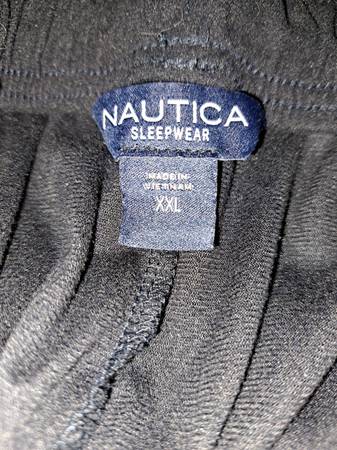 NAUTICA
SLEEPWEAR
MADE IN
VIETNAM
XXL